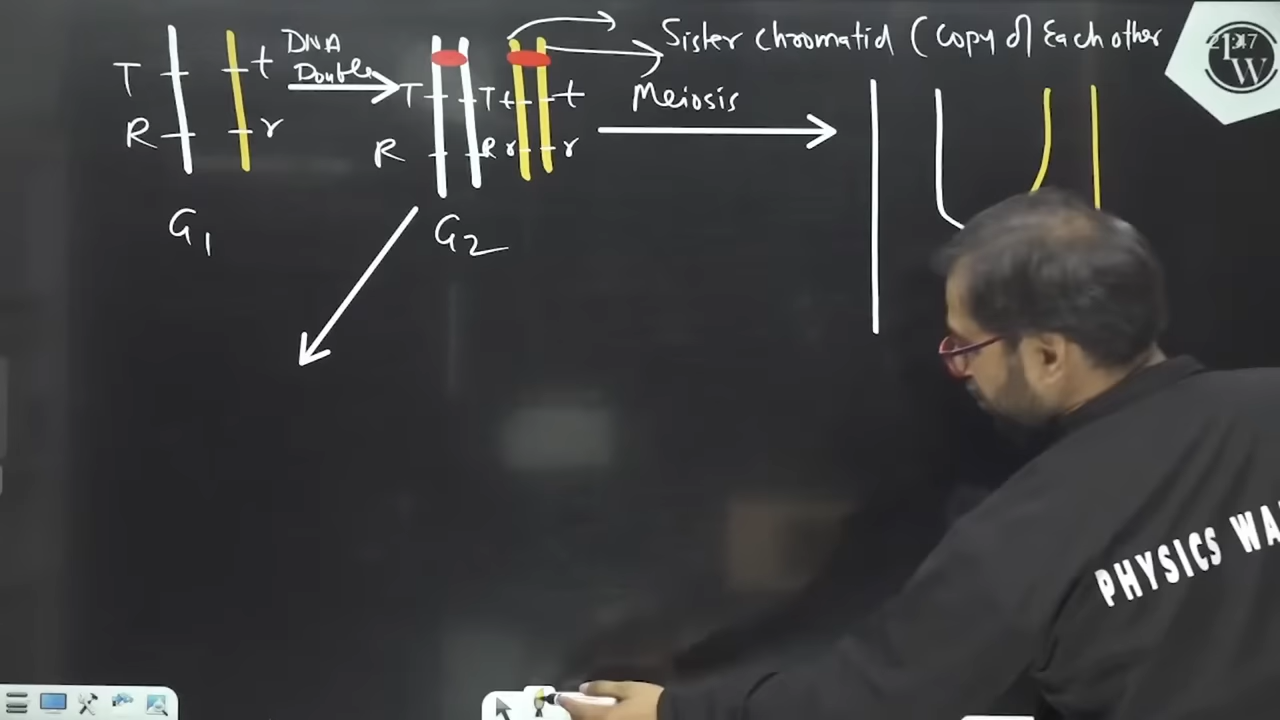 Sister Chromatid (Copy of Each other
DNA
Double
T t
T T t t
Meiosis
R r
R R r r
G1
G2
PHYSICS WA